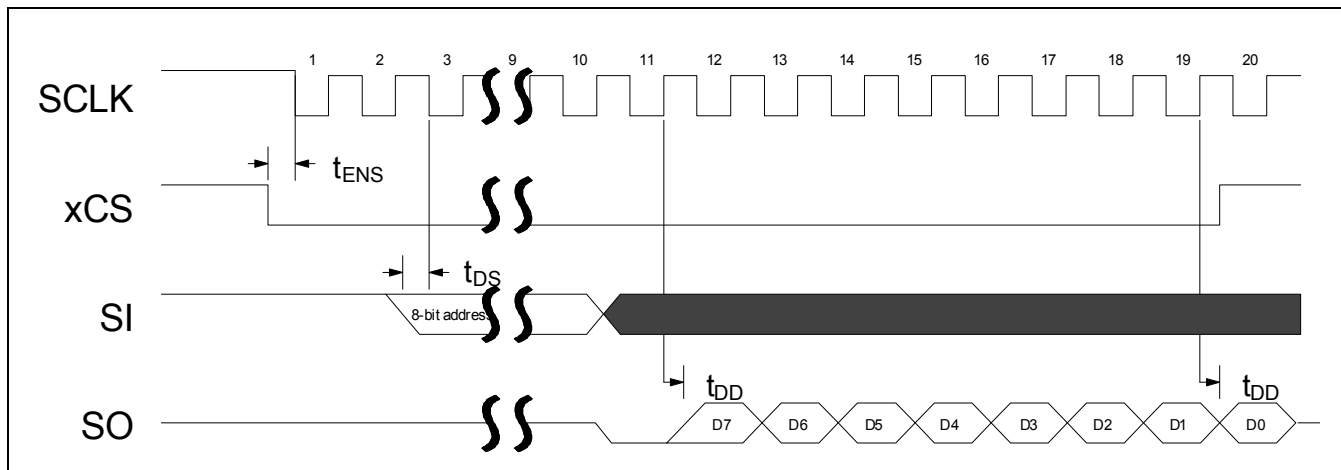 1 2 3 9 10 11 12 13 14 15 16 17 18 19 20
SCLK
tENS
xCS
tDS
SI
8-bit address
tDD tDD
SO
D7 D6 D5 D4 D3 D2 D1 D0